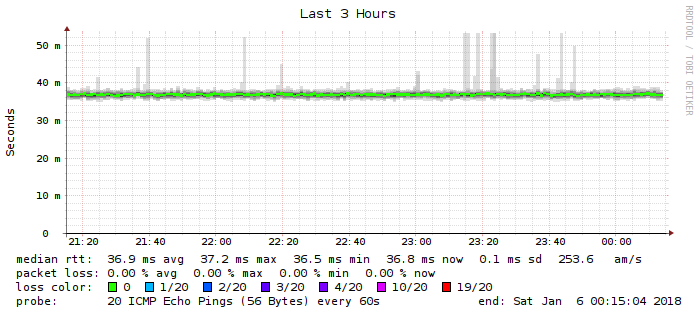 Last 3 Hours
RRDTOOL / TOBI OETIKER
Seconds
50 m
40 m
30 m
20 m
10 m
0
21:20 21:40 22:00 22:20 22:40 23:00 23:20 23:40 00:00
median rtt: 36.9 ms avg 37.2 ms max 36.5 ms min 36.8 ms now 0.1 ms sd 253.6 am/s
packet loss: 0.00 % avg 0.00 % max 0.00 % min 0.00 % now
loss color: 0 1/20 2/20 3/20 4/20 10/20 19/20
probe: 20 ICMP Echo Pings (56 Bytes) every 60s end: Sat Jan 6 00:15:04 2018